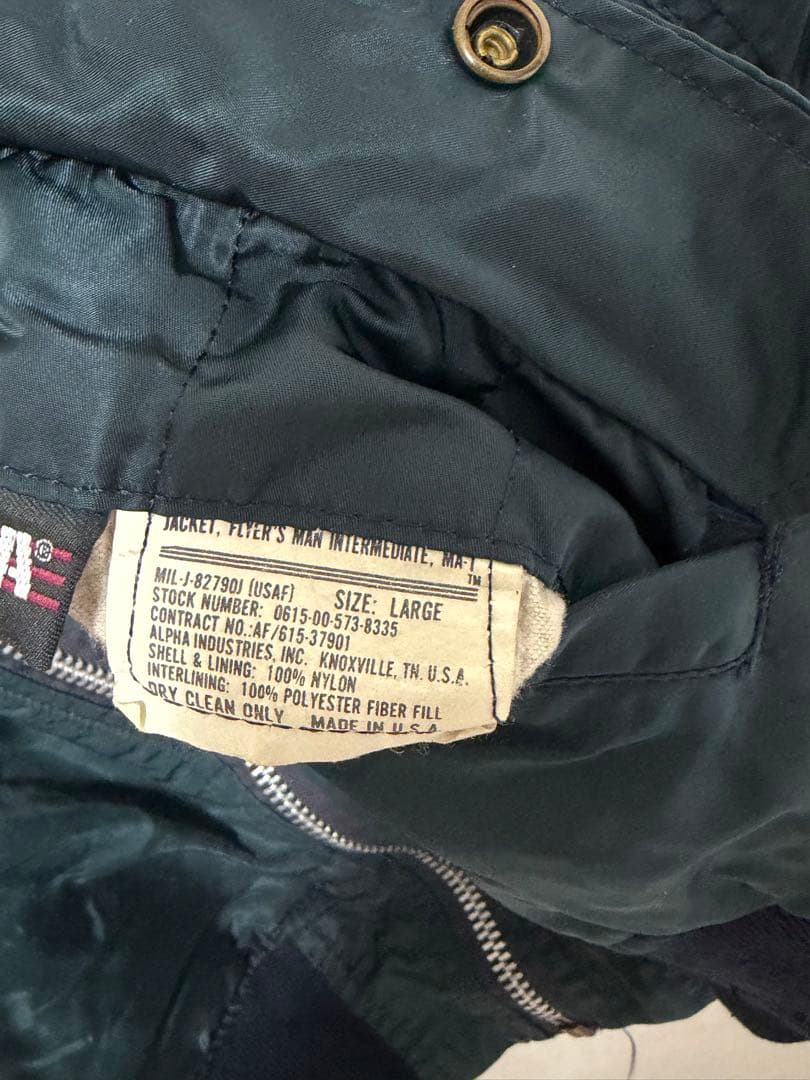 JACKET, FLYER'S MAN INTERMEDIATE, MA-1
TM
MIL-J-82790J (USAF) SIZE: LARGE
STOCK NUMBER: 0615-00-573-8335
CONTRACT NO.:AF/615-37901
ALPHA INDUSTRIES, INC. KNOXVILLE, TN. U.S.A.
SHELL & LINING: 100% NYLON
INTERLINING: 100% POLYESTER FIBER FILL
DRY CLEAN ONLY MADE IN U.S.A.
A®